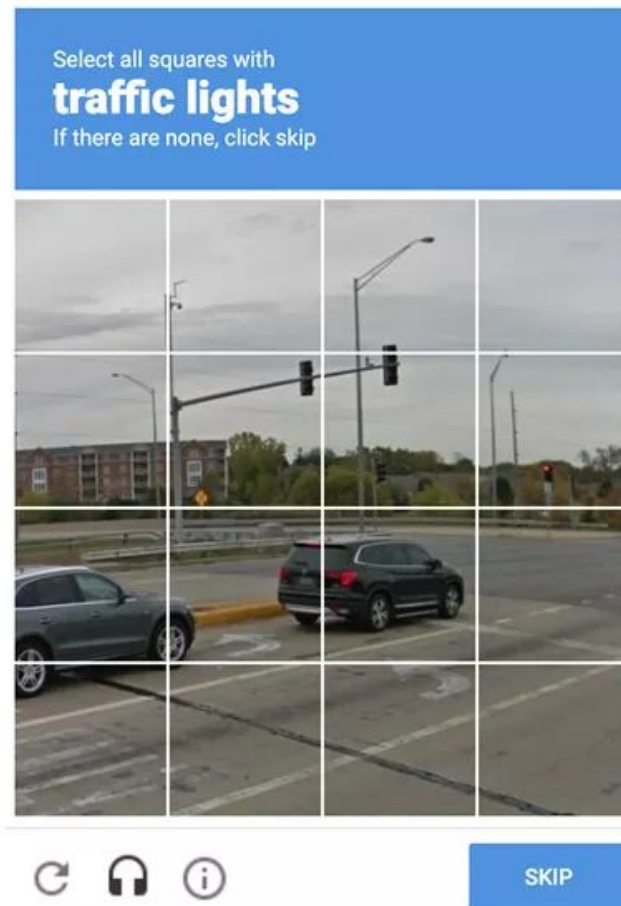 Select all squares with
traffic lights
If there are none, click skip
SKIP